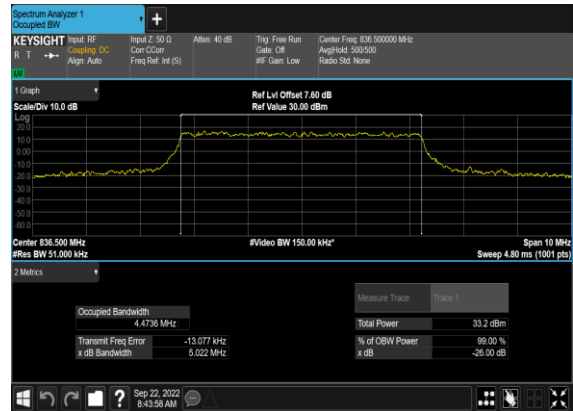 Spectrum Analyzer 1
Occupied BW
KEYSIGHT Input: RF Input Z: 50 Ω Atten: 40 dB Trig: Free Run Center Freq: 836.500000 MHz
R T Coupling: DC Corr CCorr Gate: Off Avg|Hold: 500/500
Align: Auto Freq Ref: Int (S) #IF Gain: Low Radio Std: None
1 Graph
Ref Lvl Offset 7.60 dB
Scale/Div 10.0 dB Ref Value 30.00 dBm
Log
20.0
10.0
0.00
-10.0
-20.0
-30.0
-40.0
-50.0
-60.0
Center 836.500 MHz #Video BW 150.00 kHz* Span 10 MHz
#Res BW 51.000 kHz Sweep 4.80 ms (1001 pts)
2 Metrics
Measure Trace Trace 1
Occupied Bandwidth
4.4736 MHz Total Power 33.2 dBm
Transmit Freq Error -13.077 kHz % of OBW Power 99.00 %
x dB Bandwidth 5.022 MHz x dB -26.00 dB
? Sep 22, 2022
8:43:58 AM